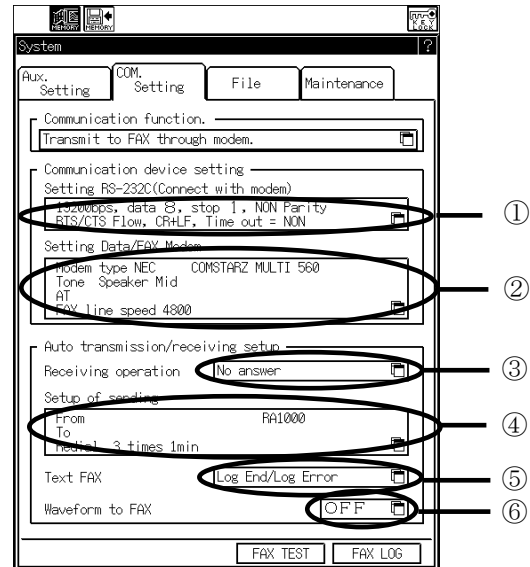 MEMORY MEMORY KEY LOCK
System ?
Aux. Setting COM. Setting File Maintenance
Communication function.
Transmit to FAX through modem.
Communication device setting
Setting RS-232C(Connect with modem)
19200bps, data 8, stop 1, NON Parity
RTS/CTS Flow, CR+LF, Time out = NON
①
Setting Data/FAX Modem
Modem type NEC COMSTARZ MULTI 560
Tone Speaker Mid
②
AT
FAX line speed 4800
Auto transmission/receiving setup
Receiving operation No answer ③
Setup of sending
From RA1000
④
To
Redial 3 times 1min
Text FAX Log End/Log Error ⑤
Waveform to FAX OFF ⑥
FAX TEST FAX LOG